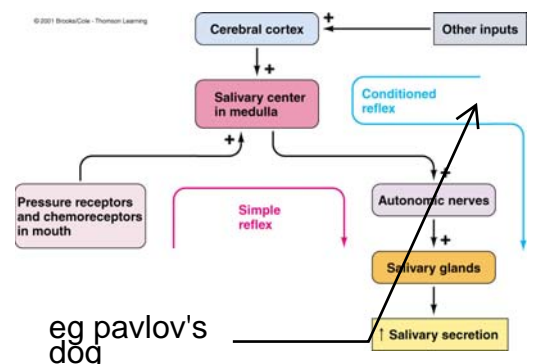 © 2001 Brooks/Cole - Thomson Learning
Cerebral cortex
+
Other inputs
+
Salivary center
in medulla
Conditioned
reflex
+
+
Pressure receptors
and chemoreceptors
in mouth
Simple
reflex
Autonomic nerves
+
Salivary glands
eg pavlov's
dog
↑ Salivary secretion